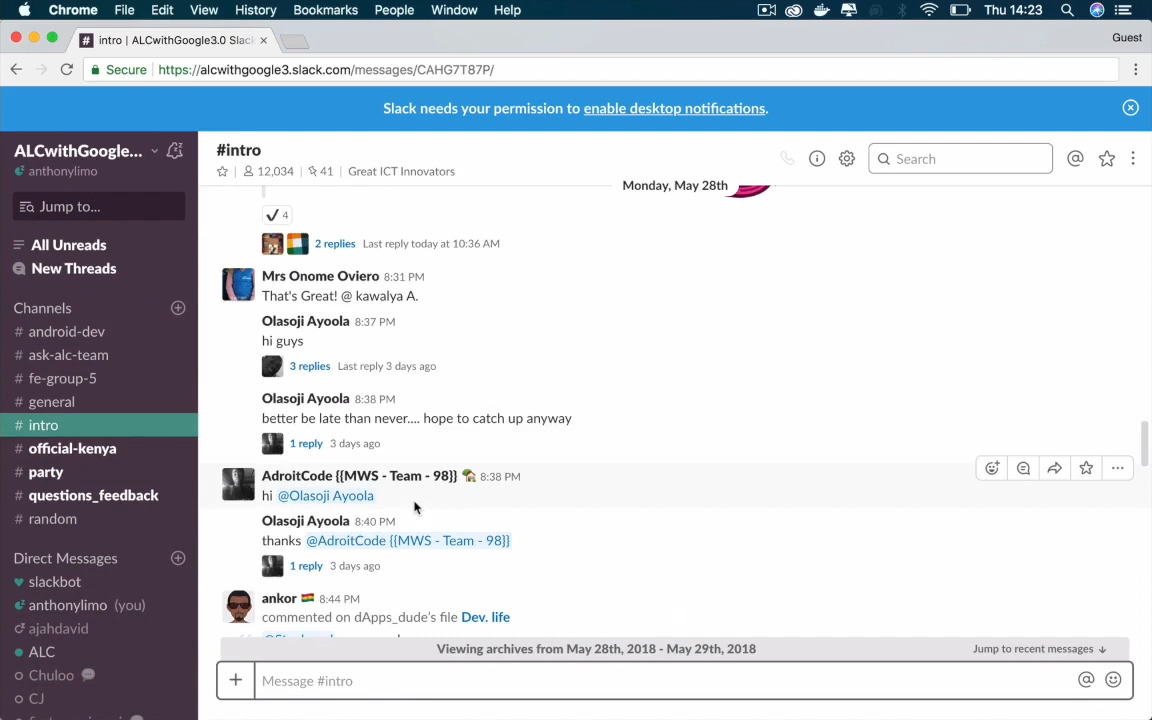 Chrome File Edit View History Bookmarks People Window Help Thu 14:23
# intro | ALCwithGoogle3.0 Slac ×
Guest
Secure https://alcwithgoogle3.slack.com/messages/CAHG7T87P/
Slack needs your permission to enable desktop notifications.
ALCwithGoogle...
anthonylimo
Jump to...
All Unreads
New Threads
Channels
# android-dev
# ask-alc-team
# fe-group-5
# general
# intro
# official-kenya
# party
# questions_feedback
# random
Direct Messages
slackbot
anthonylimo (you)
ajahdavid
ALC
Chuloo
CJ
#intro
12,034 | 41 | Great ICT Innovators
Search
Monday, May 28th
✓ 4
2 replies Last reply today at 10:36 AM
Mrs Onome Oviero 8:31 PM
That's Great! @ kawalya A.
Olasoji Ayoola 8:37 PM
hi guys
3 replies Last reply 3 days ago
Olasoji Ayoola 8:38 PM
better be late than never.... hope to catch up anyway
1 reply 3 days ago
AdroitCode {{MWS - Team - 98}} 8:38 PM
hi @Olasoji Ayoola
Olasoji Ayoola 8:40 PM
thanks @AdroitCode {{MWS - Team - 98}}
1 reply 3 days ago
ankor 8:44 PM
commented on dApps_dude's file Dev. life
Viewing archives from May 28th, 2018 - May 29th, 2018 Jump to recent messages ↓
+ Message #intro